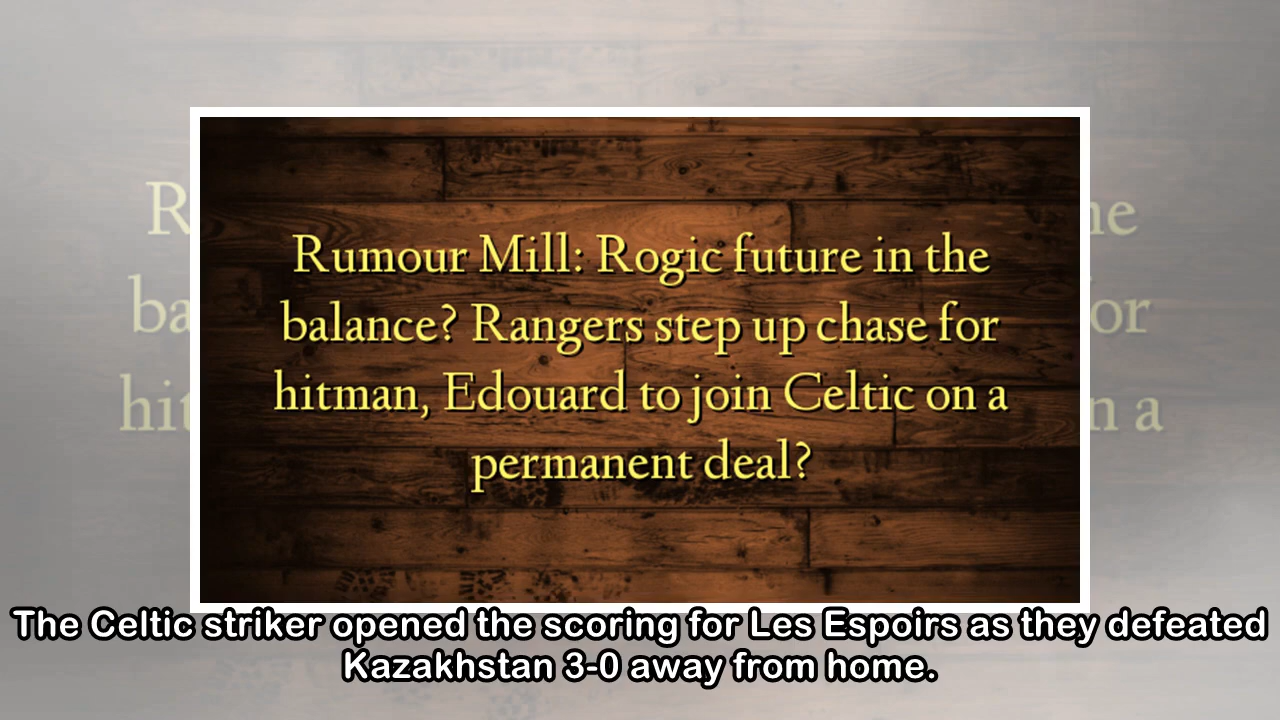 Rumour Mill: Rogic future in the
balance? Rangers step up chase for
hitman, Edouard to join Celtic on a
permanent deal?
The Celtic striker opened the scoring for Les Espoirs as they defeated
Kazakhstan 3-0 away from home.